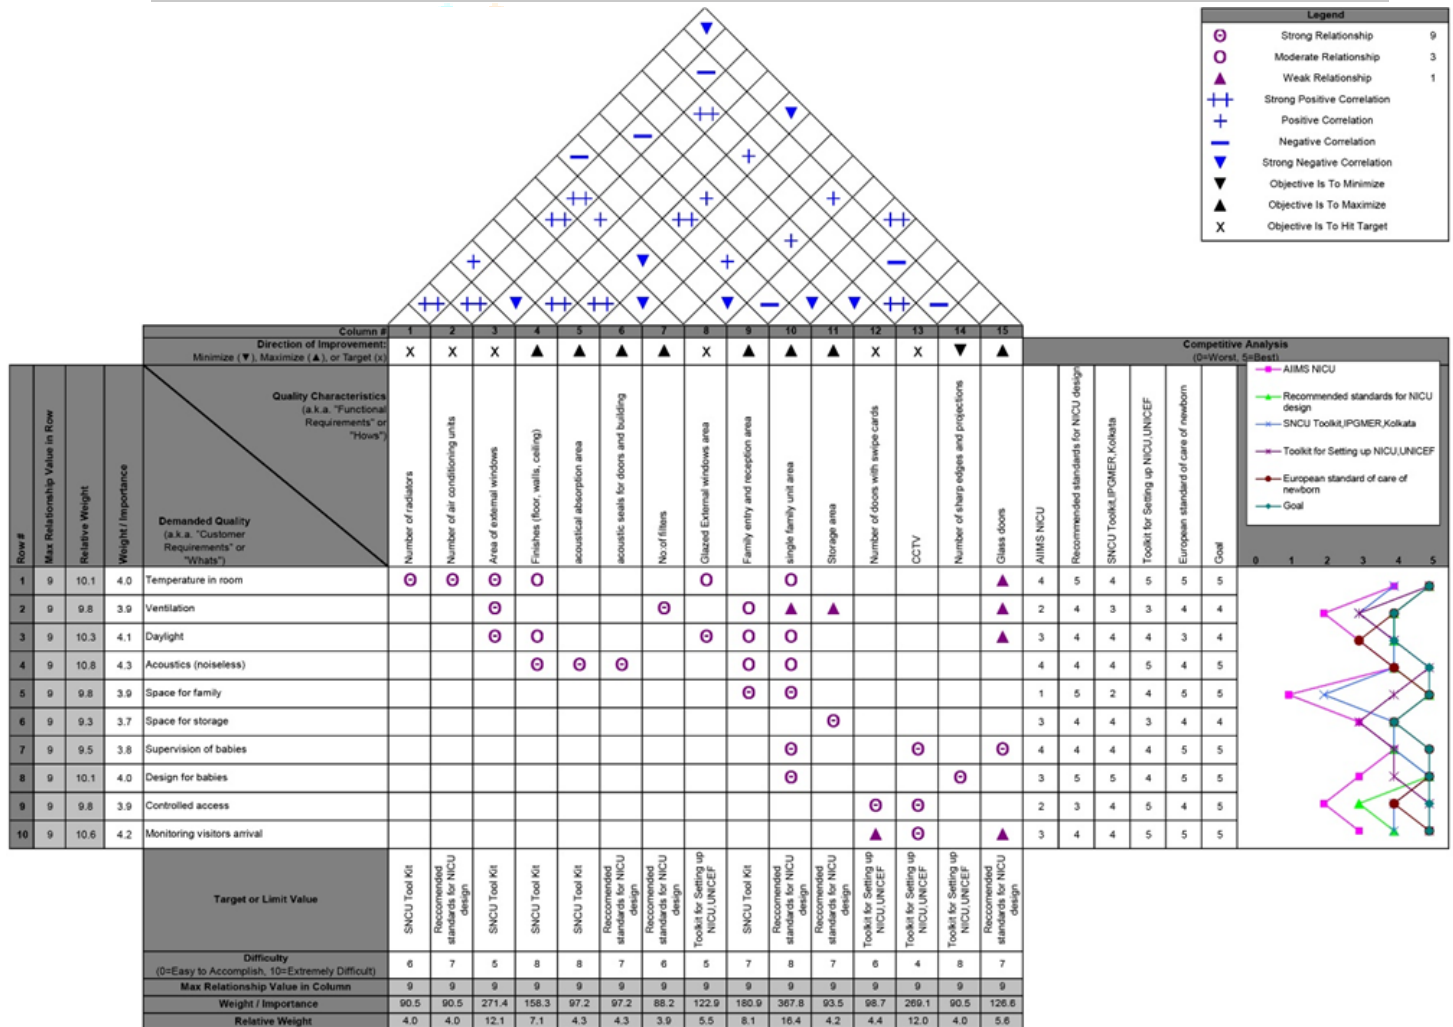 Legend
Strong Relationship 9
Moderate Relationship 3
Weak Relationship 1
Strong Positive Correlation
Positive Correlation
Negative Correlation
Strong Negative Correlation
Objective Is To Minimize
Objective Is To Maximize
X Objective Is To Hit Target
Column # 1 2 3 4 5 6 7 8 9 10 11 12 13 14 15
Direction of Improvement:
Minimize (▼), Maximize (▲), or Target (x)
X X X ▲ ▲ ▲ ▲ X ▲ ▲ ▲ X X ▼ ▲
Competitive Analysis
(0=Worst, 5=Best)
Row #
Max Relationship Value in Row
Relative Weight
Weight / Importance
Quality Characteristics
(a.k.a. "Functional
Requirements" or
"Hows")
Demanded Quality
(a.k.a. "Customer
Requirements" or
"Whats")
Number of radiators
Number of air conditioning units
Area of external windows
Finishes (floor, walls, ceiling)
acoustical absorption area
acoustic seals for doors and building
No:of filters
Glazed External windows area
Family entry and reception area
single family unit area
Storage area
Number of doors with swipe cards
CCTV
Number of sharp edges and projections
Glass doors
AIIMS NICU
Recommended standards for NICU design
SNCU Toolkit,IPGMER,Kolkata
Toolkit for Setting up NICU,UNICEF
European standard of care of newborn
Goal
AIIMS NICU
Recommended standards for NICU
design
SNCU Toolkit,IPGMER,Kolkata
Toolkit for Setting up NICU,UNICEF
European standard of care of
newborn
Goal
0 1 2 3 4 5
1 9 10.1 4.0 Temperature in room 4 5 4 5 5 5
2 9 9.8 3.9 Ventilation 2 4 3 3 4 4
3 9 10.3 4.1 Daylight 3 4 4 4 3 4
4 9 10.8 4.3 Acoustics (noiseless) 4 4 4 5 4 5
5 9 9.8 3.9 Space for family 1 5 2 4 5 5
6 9 9.3 3.7 Space for storage 3 4 4 3 4 4
7 9 9.5 3.8 Supervision of babies 4 4 4 4 5 5
8 9 10.1 4.0 Design for babies 3 5 5 4 5 5
9 9 9.8 3.9 Controlled access 2 3 4 5 4 5
10 9 10.6 4.2 Monitoring visitors arrival 3 4 4 5 5 5
Target or Limit Value
SNCU Tool Kit
Reccomended standards for NICU design
SNCU Tool Kit
SNCU Tool Kit
SNCU Tool Kit
Reccomended standards for NICU design
Reccomended standards for NICU design
Toolkit for Setting up NICU,UNICEF
SNCU Tool Kit
Reccomended standards for NICU design
Reccomended standards for NICU design
Toolkit for Setting up NICU,UNICEF
Toolkit for Setting up NICU,UNICEF
Toolkit for Setting up NICU,UNICEF
Reccomended standards for NICU design
Difficulty
(0=Easy to Accomplish, 10=Extremely Difficult)
6 7 5 8 8 7 6 5 7 8 7 6 4 8 7
Max Relationship Value in Column 9 9 9 9 9 9 9 9 9 9 9 9 9 9 9
Weight / Importance 90.5 90.5 271.4 158.3 97.2 97.2 88.2 122.9 180.9 367.8 93.5 98.7 269.1 90.5 126.6
Relative Weight 4.0 4.0 12.1 7.1 4.3 4.3 3.9 5.5 8.1 16.4 4.2 4.4 12.0 4.0 5.6